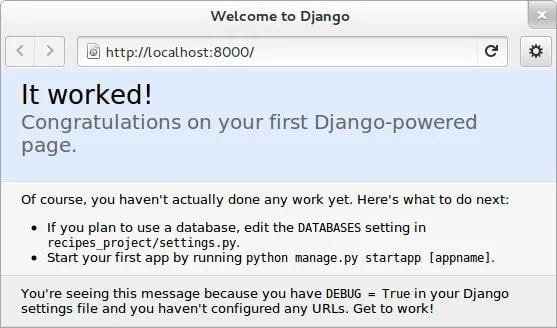 Welcome to Django
http://localhost:8000/
It worked!
Congratulations on your first Django-powered
page.
Of course, you haven't actually done any work yet. Here's what to do next:
• If you plan to use a database, edit the DATABASES setting in
recipes_project/settings.py.
• Start your first app by running python manage.py startapp [appname].
You're seeing this message because you have DEBUG = True in your Django
settings file and you haven't configured any URLs. Get to work!